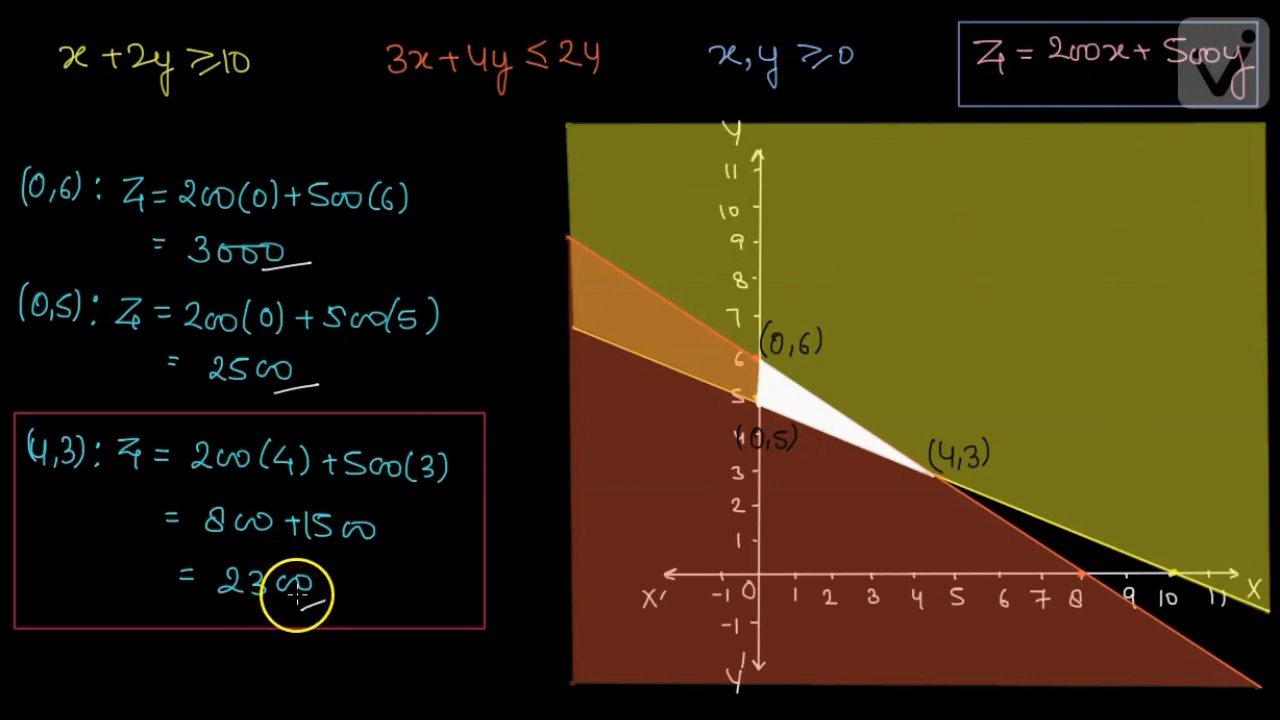 x + 2y ≥ 10 3x + 4y ≤ 24 x, y ≥ 0 Z = 200x + 500y
(0,6) : Z = 200(0) + 500(6)
= 3000
(0,5) : Z = 200(0) + 500(5)
= 2500
(4,3) : Z = 200(4) + 500(3)
= 800 + 1500
= 2300
Y
11
10
9
8
7
6 (0,6)
5
4 (0,5)
3 (4,3)
2
1
X' -1 0 1 2 3 4 5 6 7 8 9 10 11 X
-1
Y'